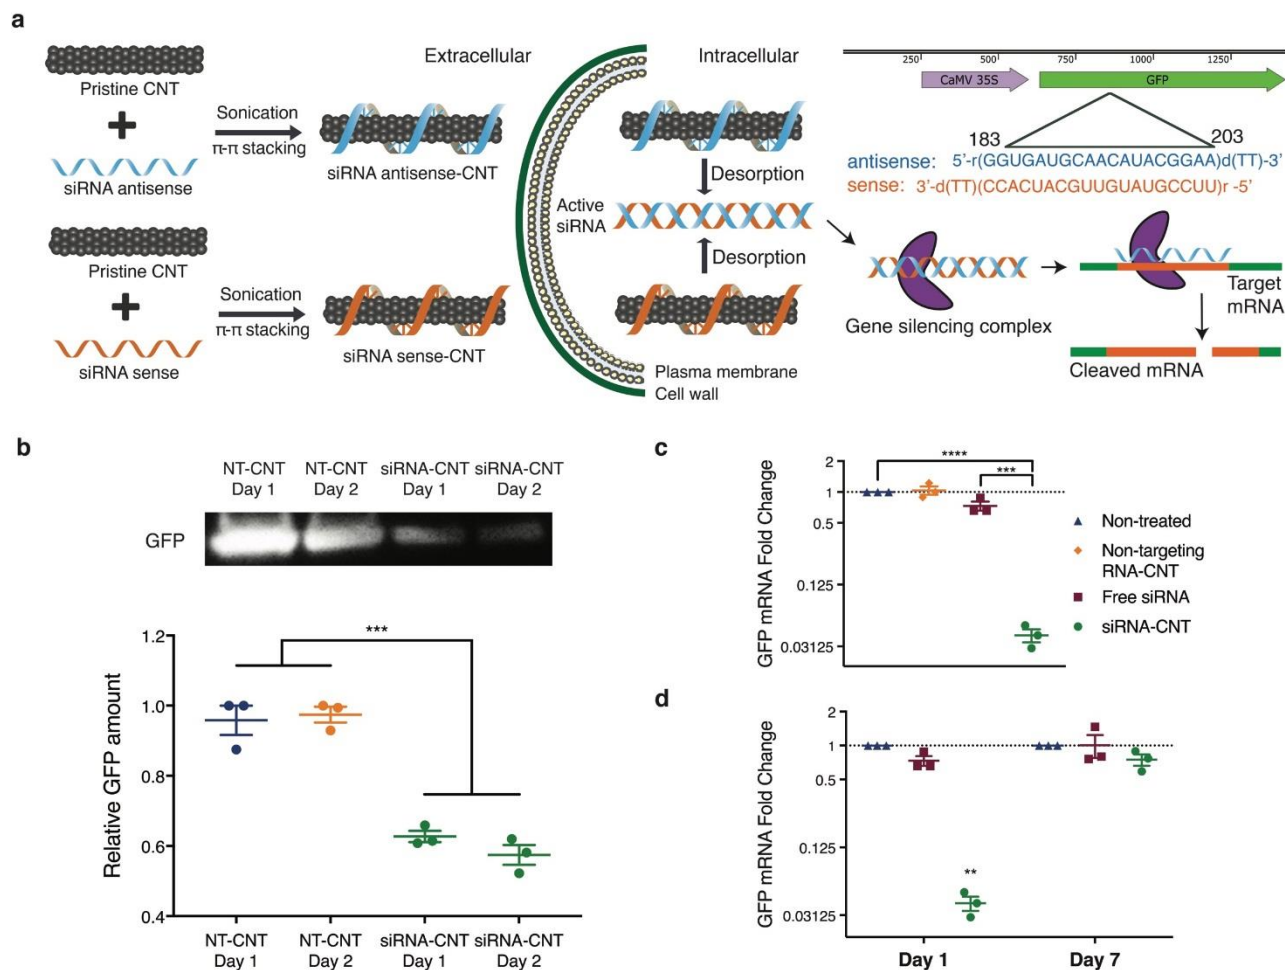 a
Pristine CNT
+
siRNA antisense
Sonication
π-π stacking
Extracellular
siRNA antisense-CNT
Pristine CNT
+
siRNA sense
Sonication
π-π stacking
siRNA sense-CNT
Intracellular
Desorption
Active
siRNA
Desorption
Plasma membrane
Cell wall
250 500 750 1000 1250
CaMV 35S GFP
183 203
antisense: 5’-r(GGUGAUGCAACAUACGGAA)d(TT)-3’
sense: 3’-d(TT)(CCACUACGUUGUAUGCCUU)r -5’
Gene silencing complex
Target
mRNA
Cleaved mRNA
b
NT-CNT NT-CNT siRNA-CNT siRNA-CNT
Day 1 Day 2 Day 1 Day 2
GFP
Relative GFP amount
1.2
1.0
0.8
0.6
0.4
***
NT-CNT NT-CNT siRNA-CNT siRNA-CNT
Day 1 Day 2 Day 1 Day 2
c
GFP mRNA Fold Change
2
1
0.5
0.125
0.03125
****
***
Non-treated
Non-targeting
RNA-CNT
Free siRNA
siRNA-CNT
d
GFP mRNA Fold Change
2
1
0.5
0.125
0.03125
**
Day 1 Day 7